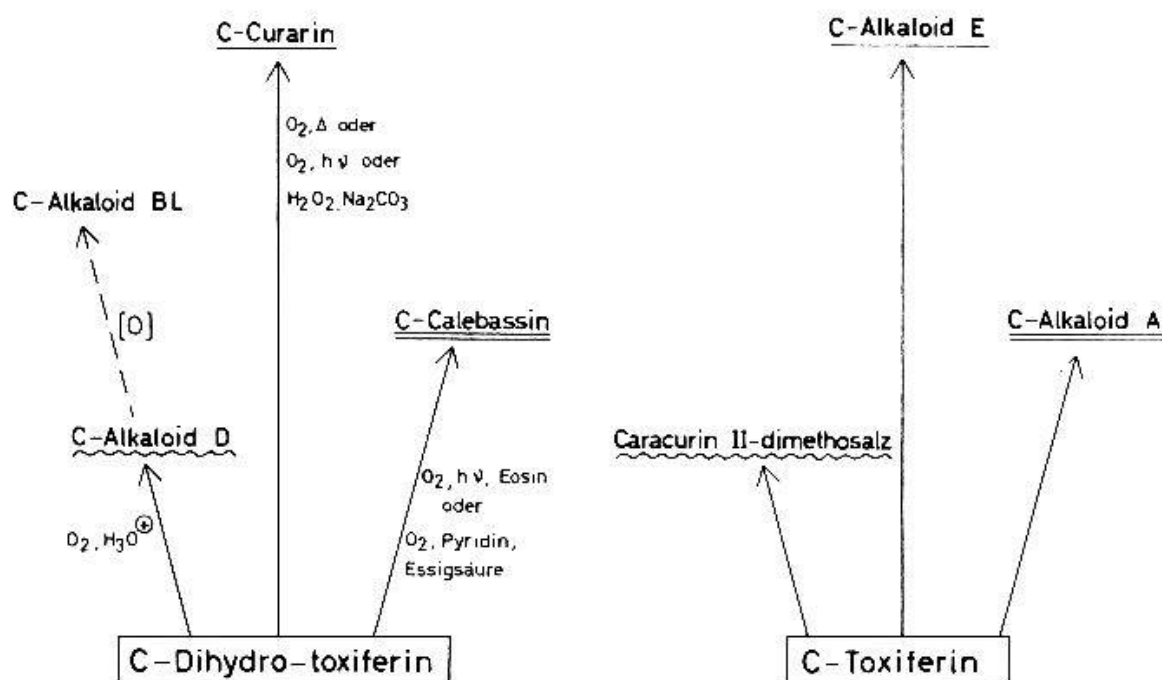 C-Curarin
O₂, Δ oder
O₂, hν oder
H₂O₂, Na₂CO₃
C-Alkaloid BL
[O]
C-Calebassin
C-Alkaloid D
O₂, hν, Eosin
oder
O₂, Pyridin,
Essigsäure
O₂, H₃O⊕
C-Dihydro-toxiferin
C-Alkaloid E
C-Alkaloid A
Caracurin II-dimethosalz
C-Toxiferin